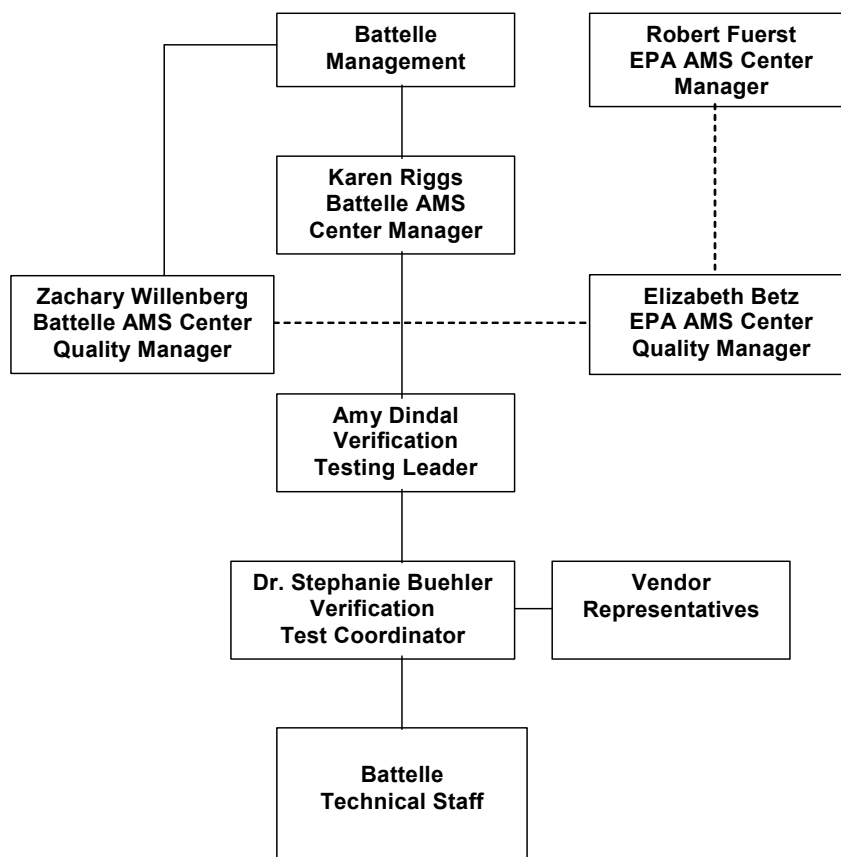 Battelle
Management
Robert Fuerst
EPA AMS Center
Manager
Karen Riggs
Battelle AMS
Center Manager
Zachary Willenberg
Battelle AMS Center
Quality Manager
Elizabeth Betz
EPA AMS Center
Quality Manager
Amy Dindal
Verification
Testing Leader
Dr. Stephanie Buehler
Verification
Test Coordinator
Vendor
Representatives
Battelle
Technical Staff